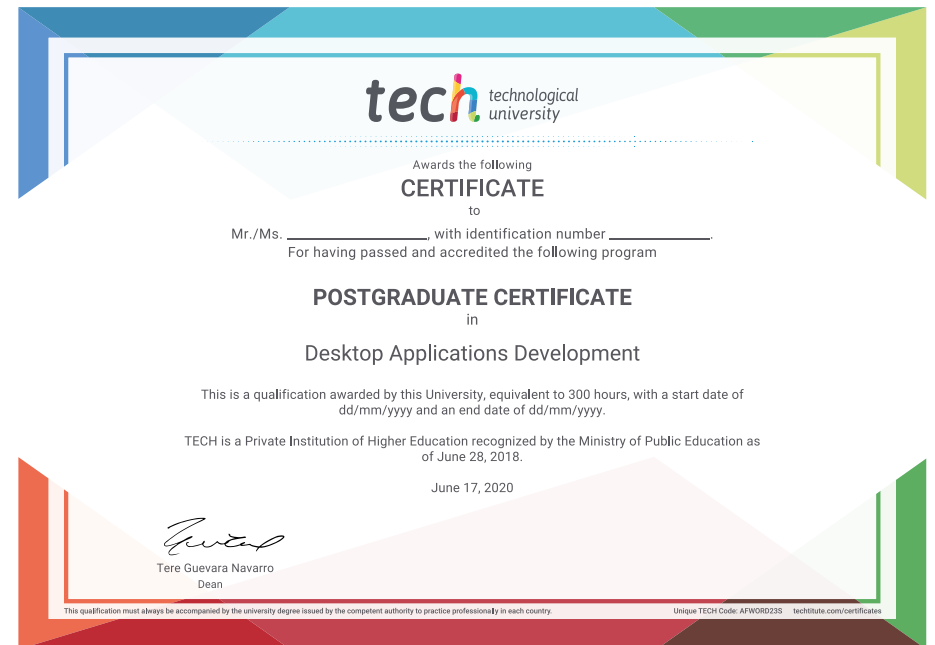 tech technological
university
Awards the following
CERTIFICATE
to
Mr./Ms. ____________________, with identification number ______________.
For having passed and accredited the following program
POSTGRADUATE CERTIFICATE
in
Desktop Applications Development
This is a qualification awarded by this University, equivalent to 300 hours, with a start date of
dd/mm/yyyy and an end date of dd/mm/yyyy.
TECH is a Private Institution of Higher Education recognized by the Ministry of Public Education as
of June 28, 2018.
June 17, 2020
Tere Guevara Navarro
Dean
This qualification must always be accompanied by the university degree issued by the competent authority to practice professionally in each country. Unique TECH Code: AFWORD23S techtitute.com/certificates